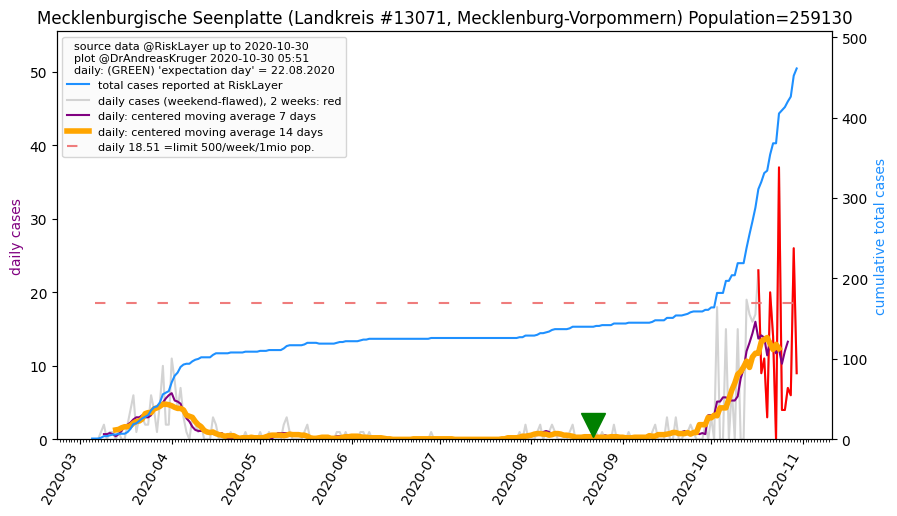 Mecklenburgische Seenplatte (Landkreis #13071, Mecklenburg-Vorpommern) Population=259130
source data @RiskLayer up to 2020-10-30
plot @DrAndreasKruger 2020-10-30 05:51
daily: (GREEN) 'expectation day' = 22.08.2020
total cases reported at RiskLayer
daily cases (weekend-flawed), 2 weeks: red
daily: centered moving average 7 days
daily: centered moving average 14 days
daily 18.51 =limit 500/week/1mio pop.
daily cases
50
40
30
20
10
0
500
400
300
200
100
0
cumulative total cases
2020-03
2020-04
2020-05
2020-06
2020-07
2020-08
2020-09
2020-10
2020-11